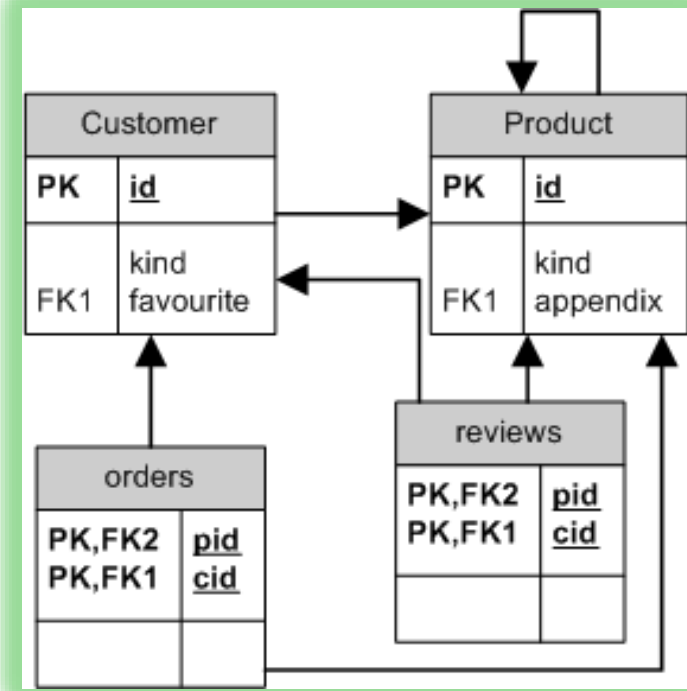 Customer
PK id
kind
FK1 favourite
Product
PK id
kind
FK1 appendix
orders
PK,FK2 pid
PK,FK1 cid
reviews
PK,FK2 pid
PK,FK1 cid